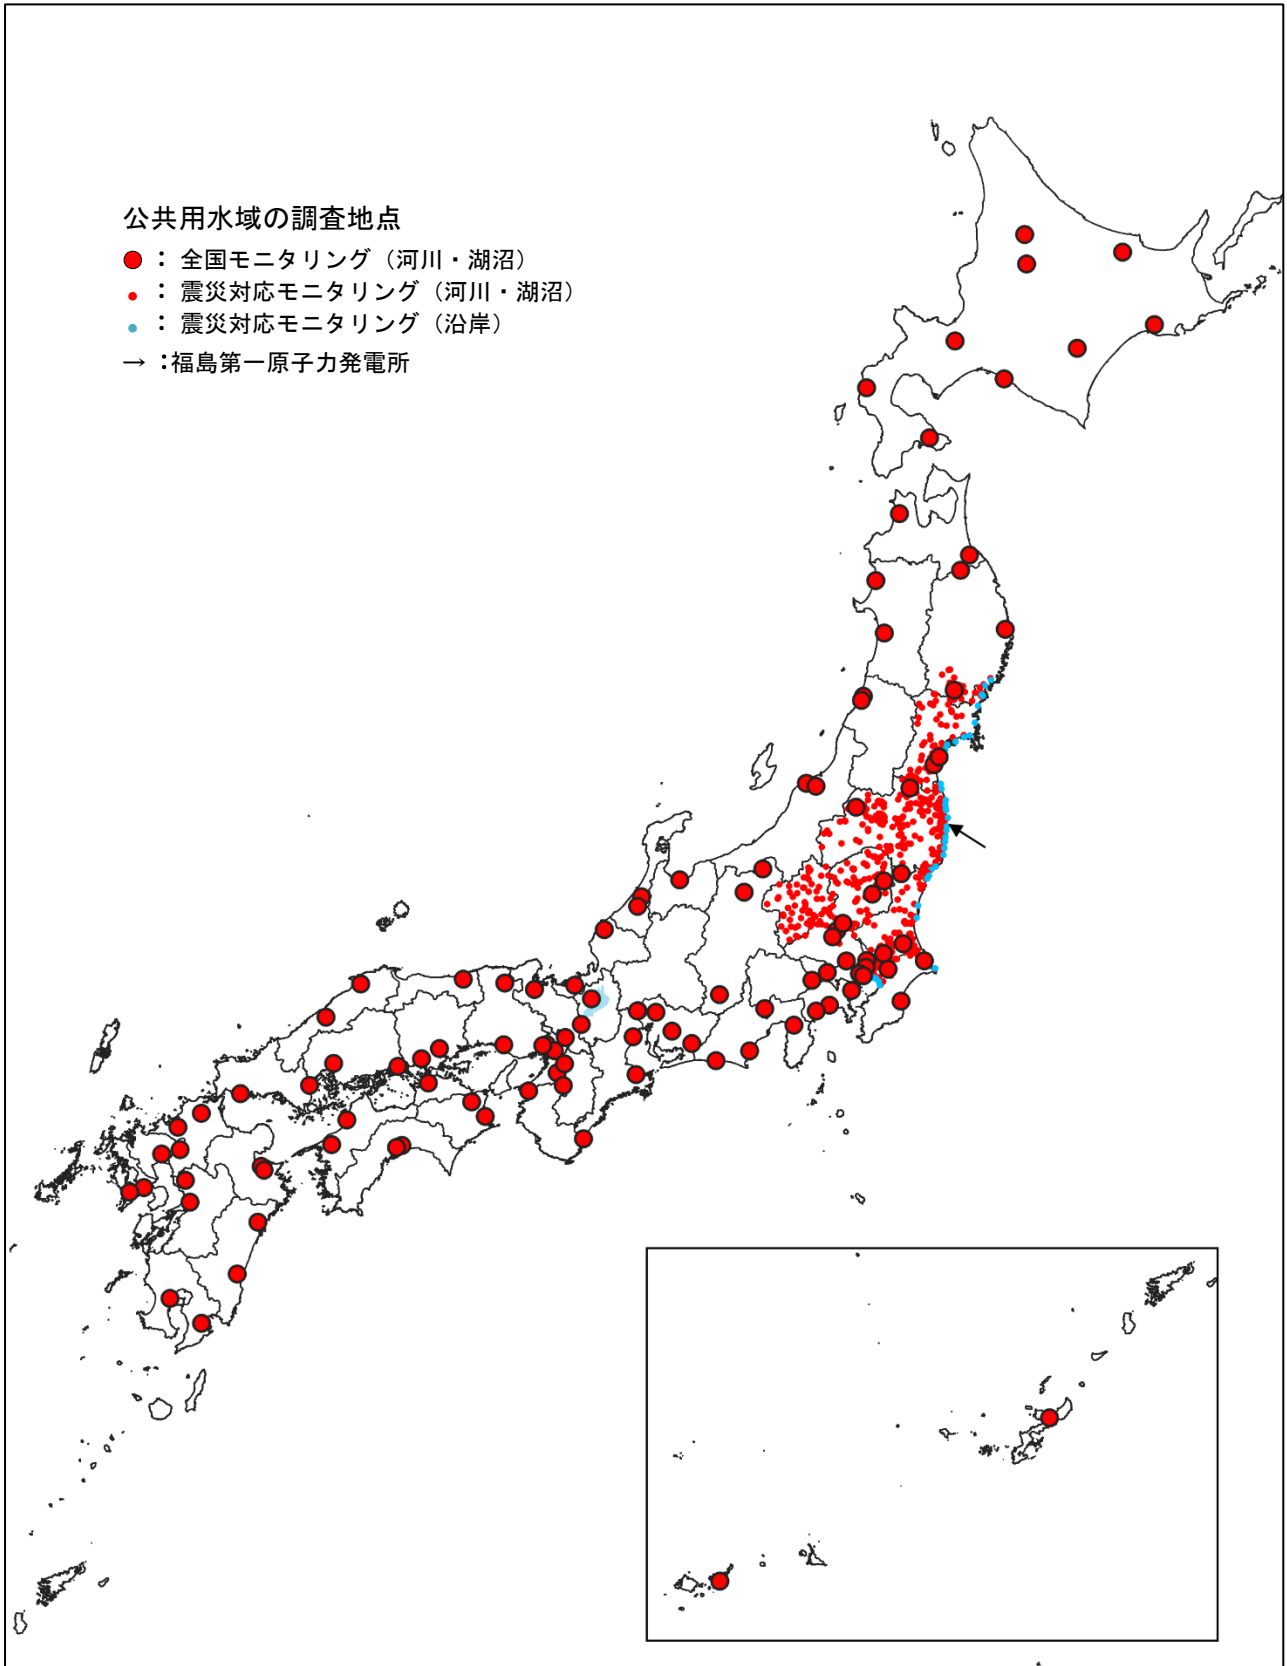 公共用水域の調査地点
● ： 全国モニタリング（河川・湖沼）
● ： 震災対応モニタリング（河川・湖沼）
● ： 震災対応モニタリング（沿岸）
→ ：福島第一原子力発電所